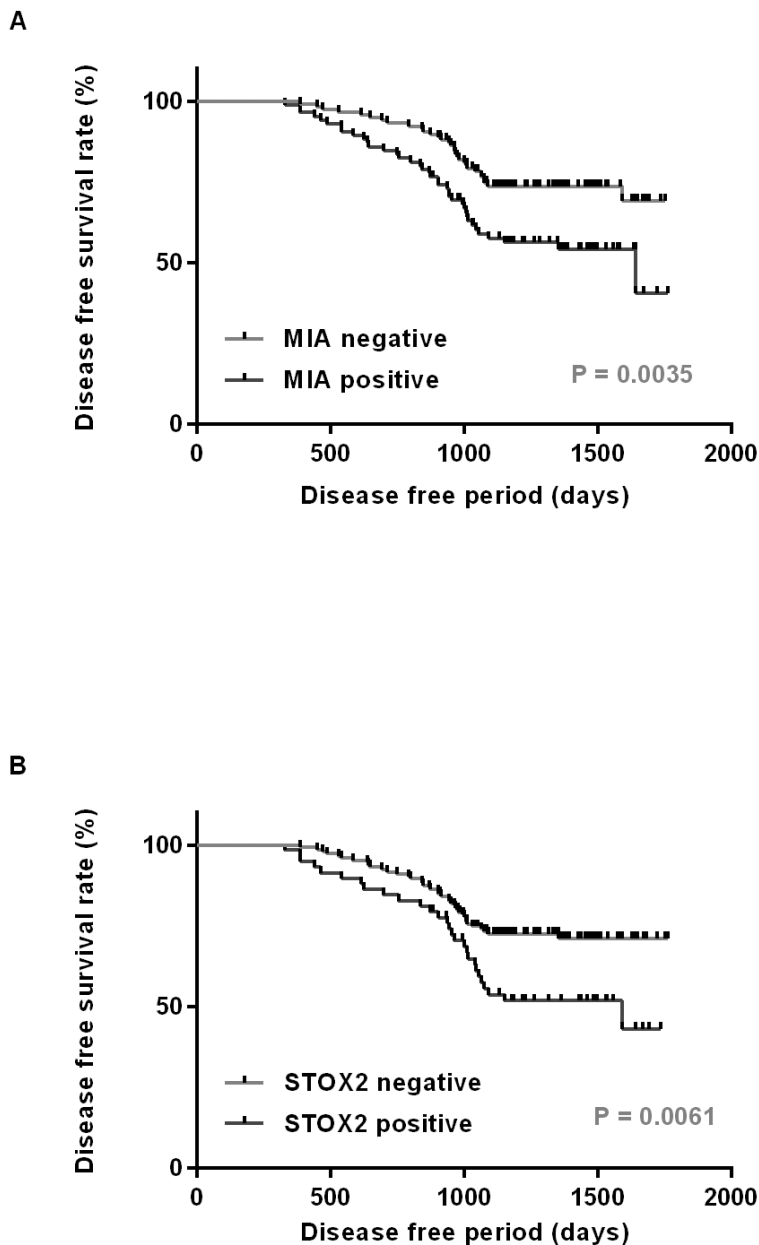 A
Disease free survival rate (%)
100
50
0
MIA negative
MIA positive
P = 0.0035
0 500 1000 1500 2000
Disease free period (days)
B
Disease free survival rate (%)
100
50
0
STOX2 negative
STOX2 positive
P = 0.0061
0 500 1000 1500 2000
Disease free period (days)